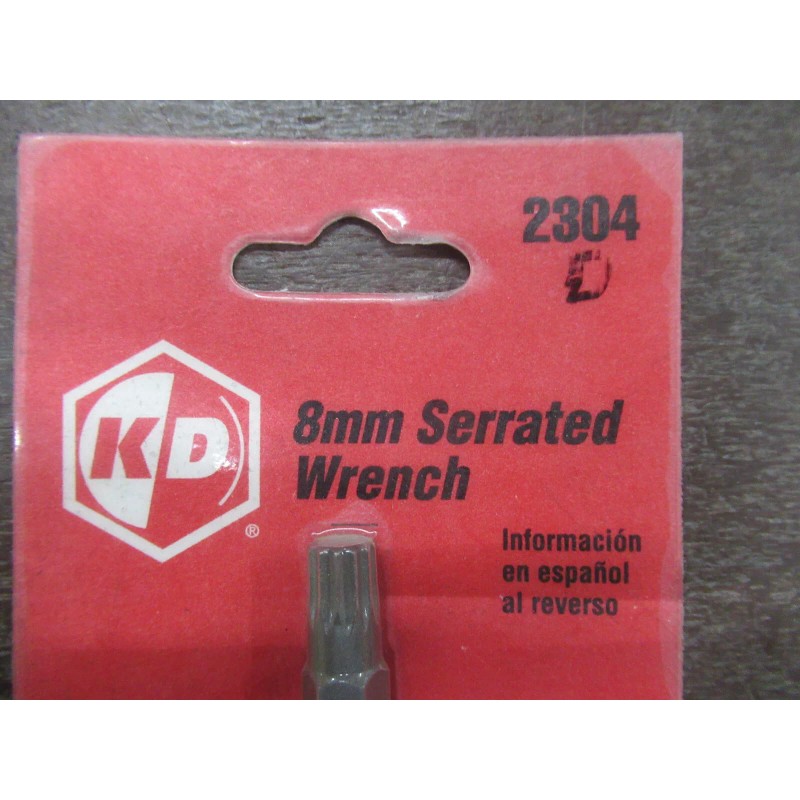 2304
D
KD
®
8mm Serrated
Wrench
Información
en español
al reverso